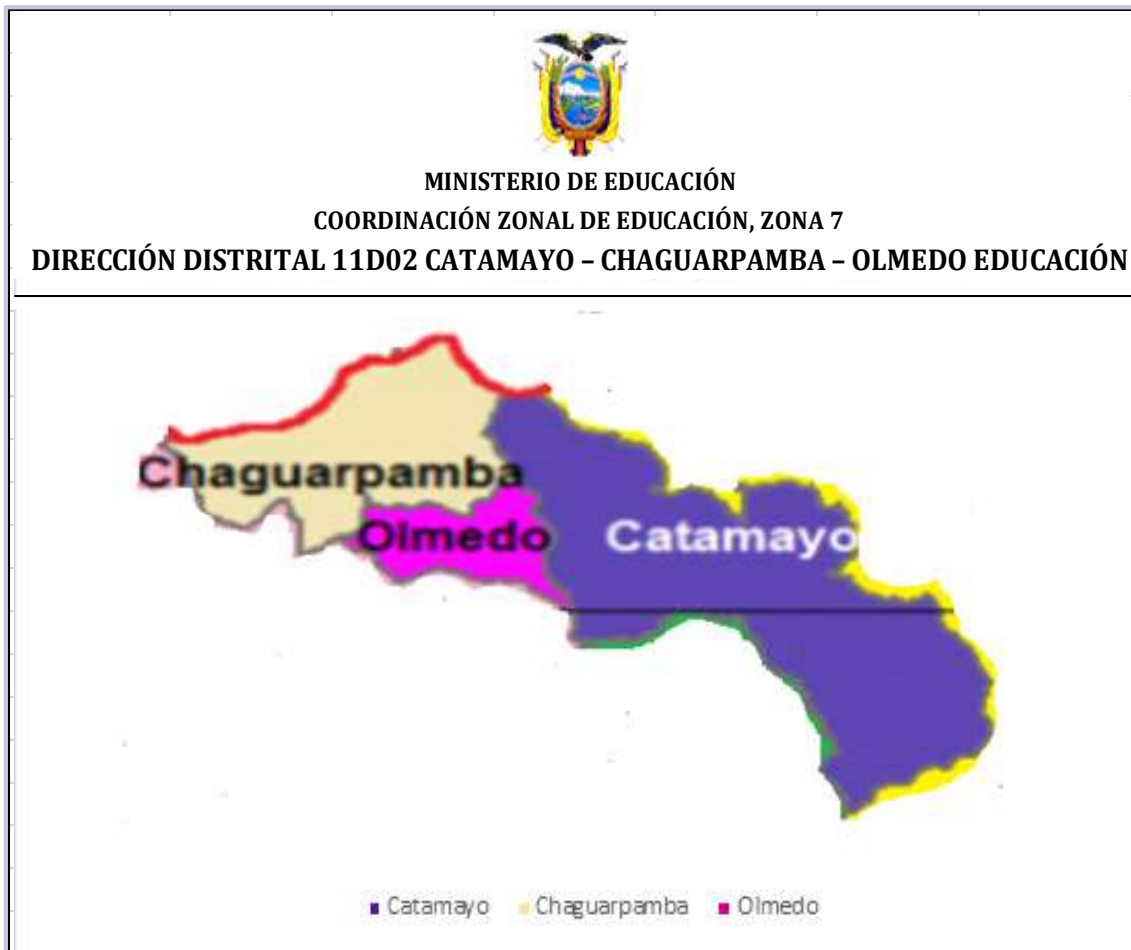 MINISTERIO DE EDUCACIÓN
COORDINACIÓN ZONAL DE EDUCACIÓN, ZONA 7
DIRECCIÓN DISTRITAL 11D02 CATAMAYO – CHAGUARPAMBA – OLMEDO EDUCACIÓN
Chaguarpamba
Olmedo
Catamayo
Catamayo Chaguarpamba Olmedo